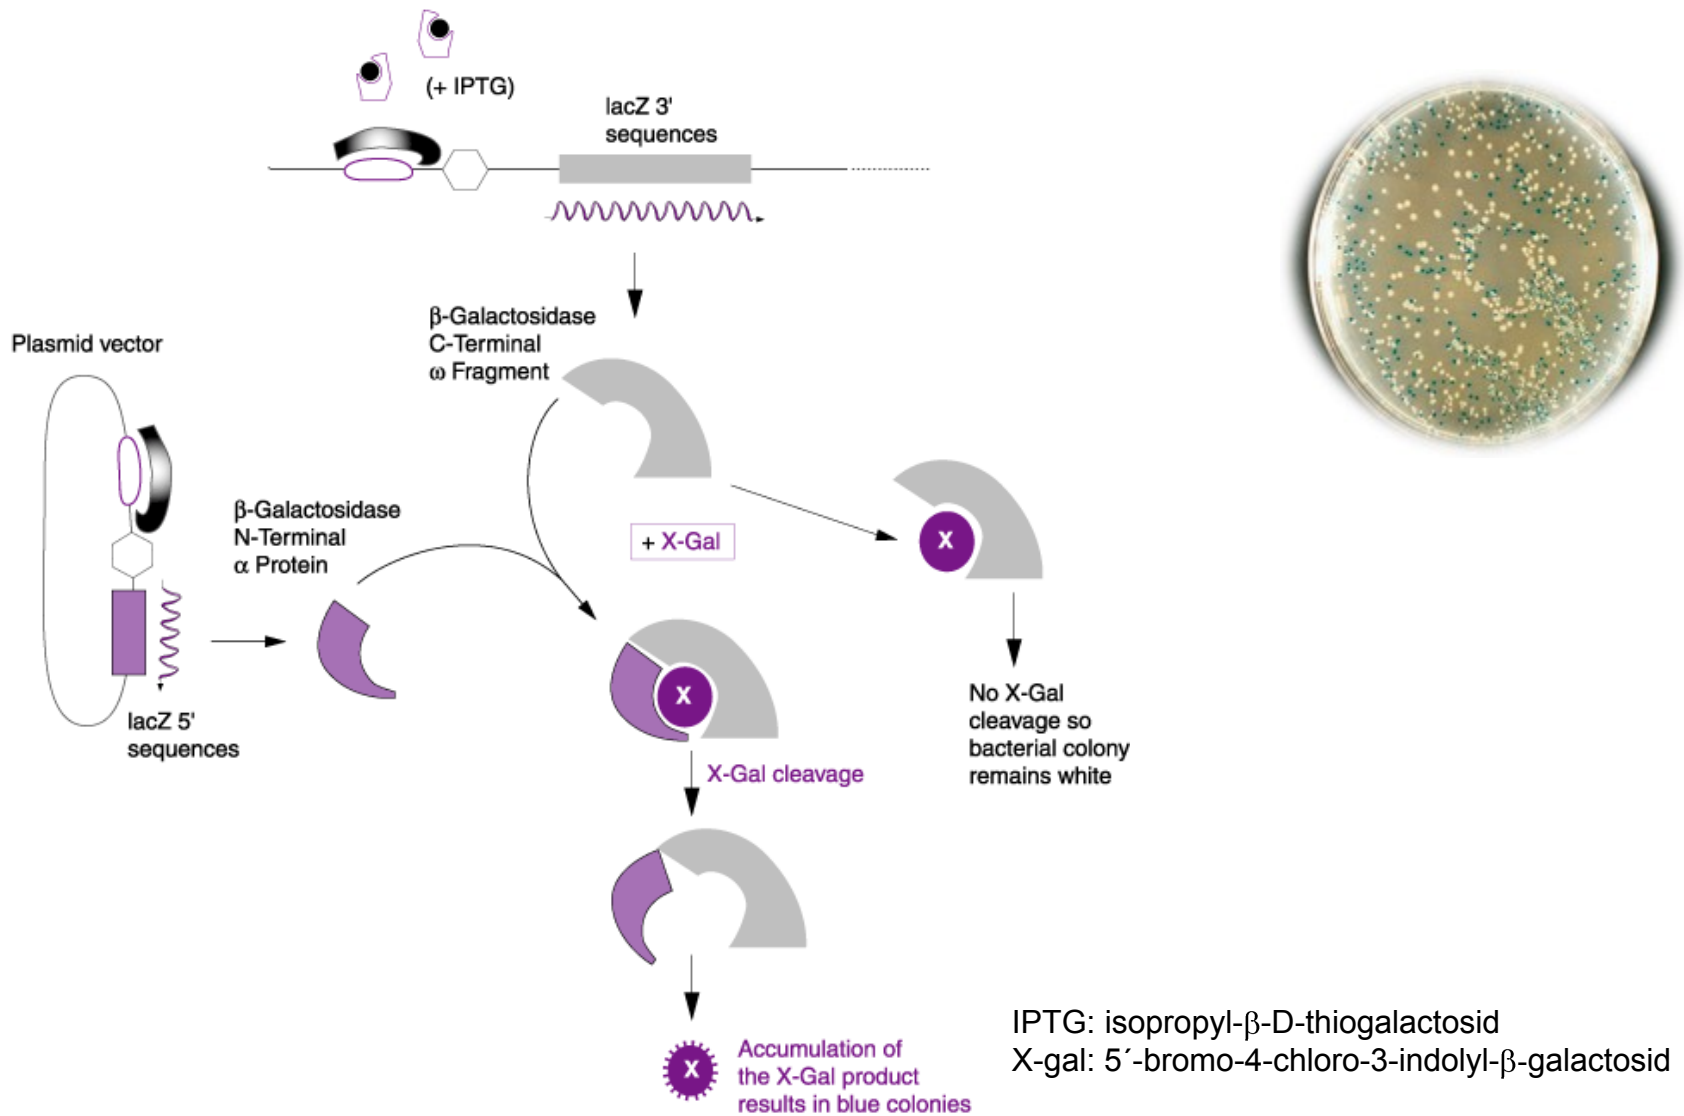 (+ IPTG)
lacZ 3'
sequences
β-Galactosidase
C-Terminal
ω Fragment
Plasmid vector
β-Galactosidase
N-Terminal
α Protein
+ X-Gal
X
X
lacZ 5'
sequences
No X-Gal
cleavage so
bacterial colony
remains white
X-Gal cleavage
X
Accumulation of
the X-Gal product
results in blue colonies
IPTG: isopropyl-β-D-thiogalactosid
X-gal: 5´-bromo-4-chloro-3-indolyl-β-galactosid